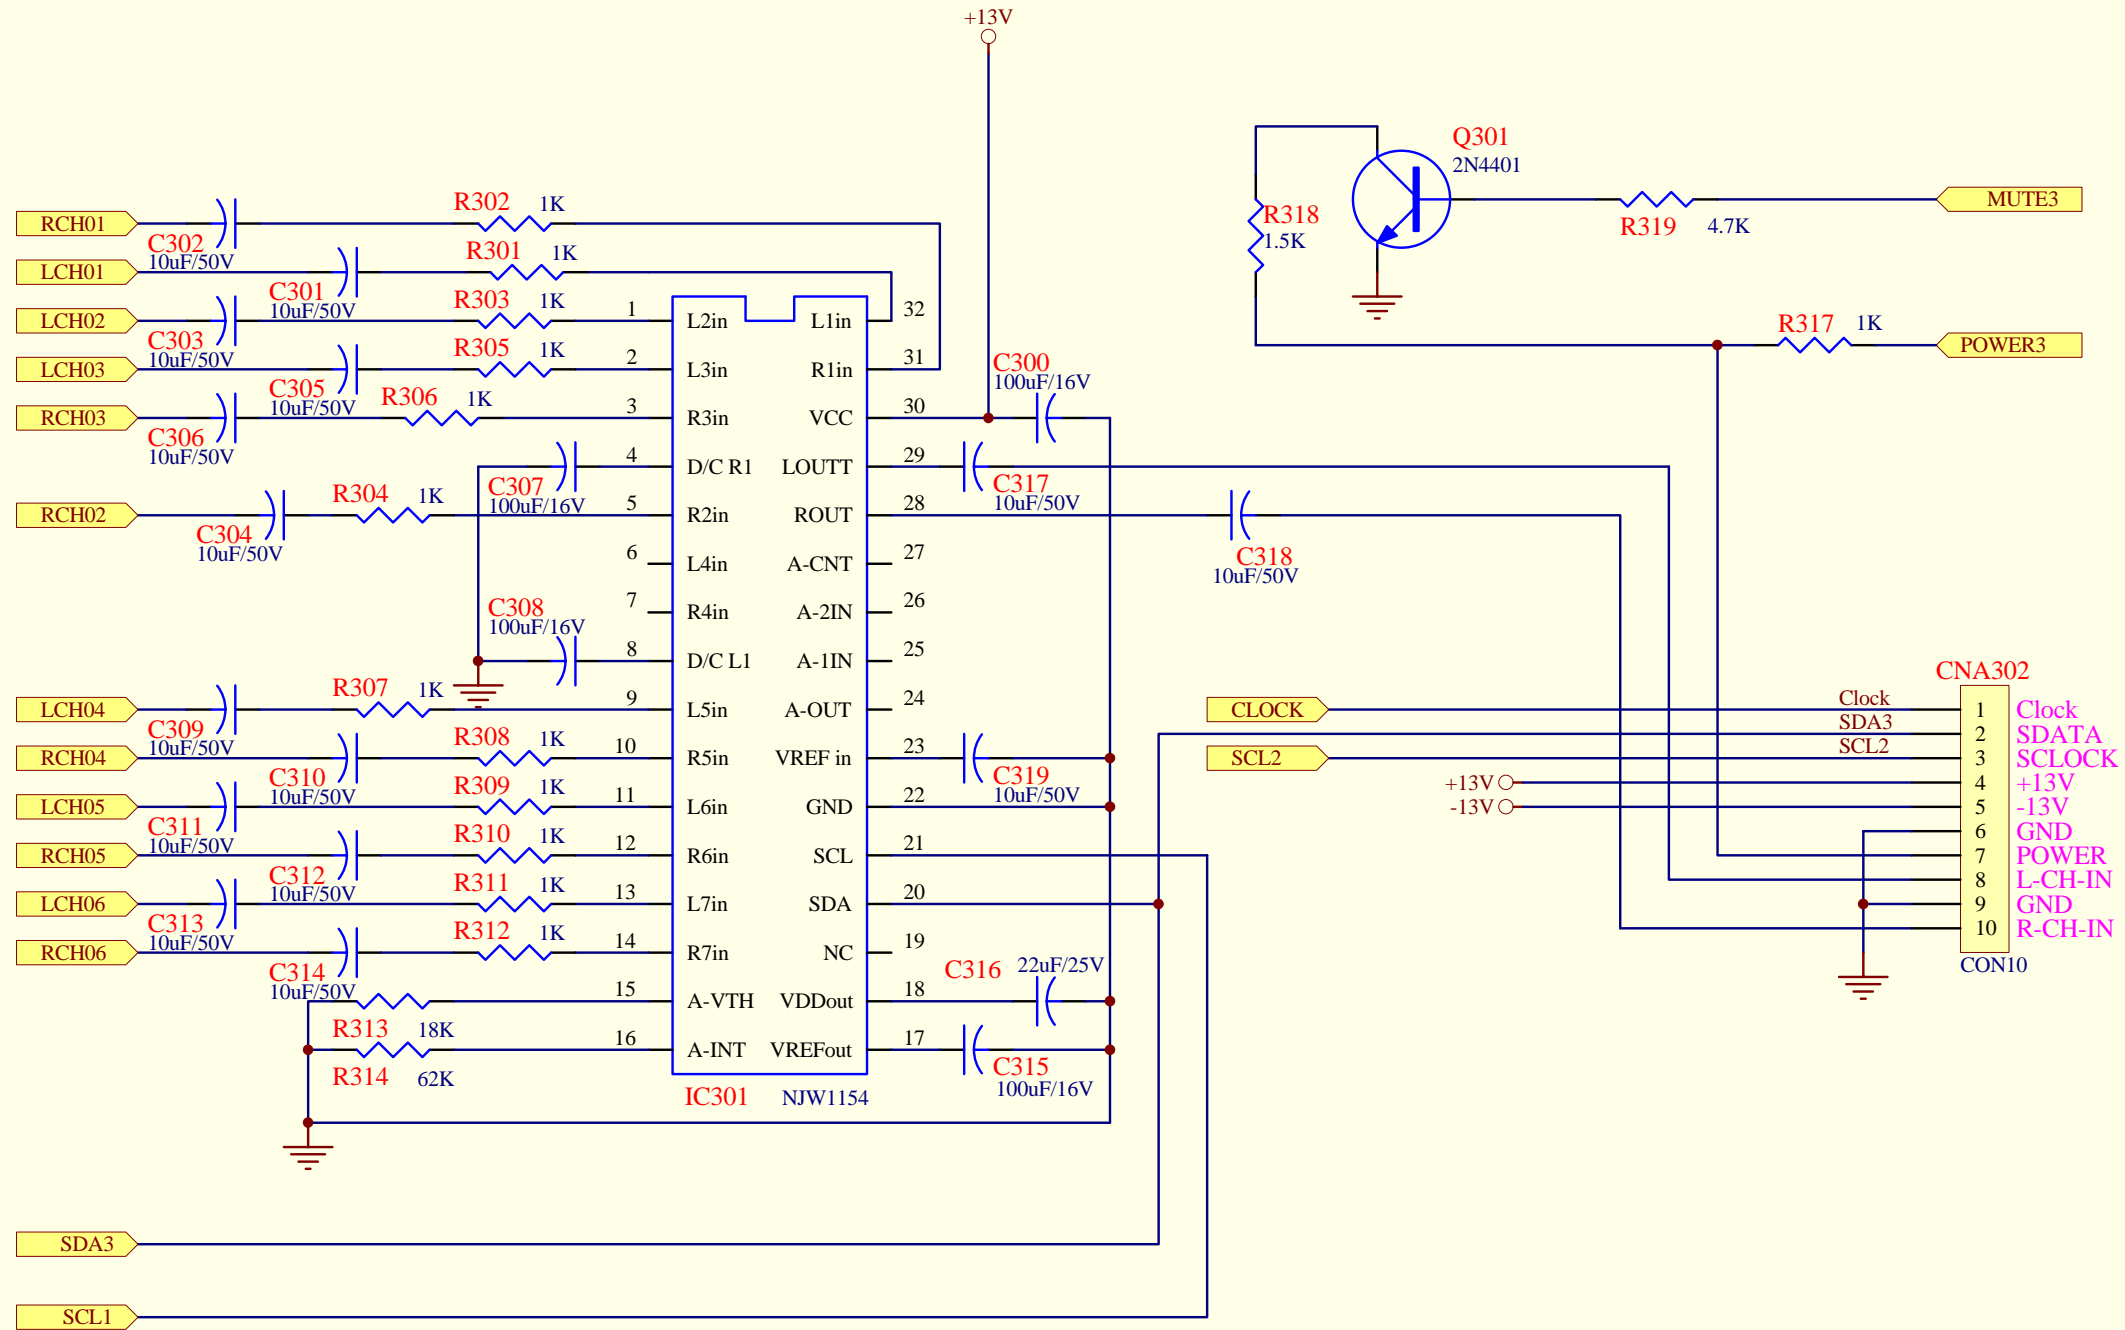 +13V
Q301
2N4401
MUTE3
R319
4.7K
R318
1.5K
R317
1K
POWER3
RCH01
C302
10uF/50V
R302
1K
LCH01
C301
10uF/50V
R301
1K
LCH02
C303
10uF/50V
R303
1K
LCH03
C305
10uF/50V
R305
1K
RCH03
C306
10uF/50V
R306
1K
C307
100uF/16V
RCH02
C304
10uF/50V
R304
1K
C308
100uF/16V
LCH04
C309
10uF/50V
R307
1K
RCH04
C310
10uF/50V
R308
1K
LCH05
C311
10uF/50V
R309
1K
RCH05
C312
10uF/50V
R310
1K
LCH06
C313
10uF/50V
R311
1K
RCH06
C314
10uF/50V
R312
1K
R313
18K
R314
62K
1 L2in
2 L3in
3 R3in
4 D/C R1
5 R2in
6 L4in
7 R4in
8 D/C L1
9 L5in
10 R5in
11 L6in
12 R6in
13 L7in
14 R7in
15 A-VTH
16 A-INT
L1in 32
R1in 31
VCC 30
LOUTT 29
ROUT 28
A-CNT 27
A-2IN 26
A-1IN 25
A-OUT 24
VREF in 23
GND 22
SCL 21
SDA 20
NC 19
VDDout 18
VREFout 17
IC301
NJW1154
C300
100uF/16V
C317
10uF/50V
C318
10uF/50V
C319
10uF/50V
C316
22uF/25V
C315
100uF/16V
CLOCK
SCL2
+13V
-13V
Clock
SDA3
SCL2
CNA302
1 Clock
2 SDATA
3 SCLOCK
4 +13V
5 -13V
6 GND
7 POWER
8 L-CH-IN
9 GND
10 R-CH-IN
CON10
SDA3
SCL1